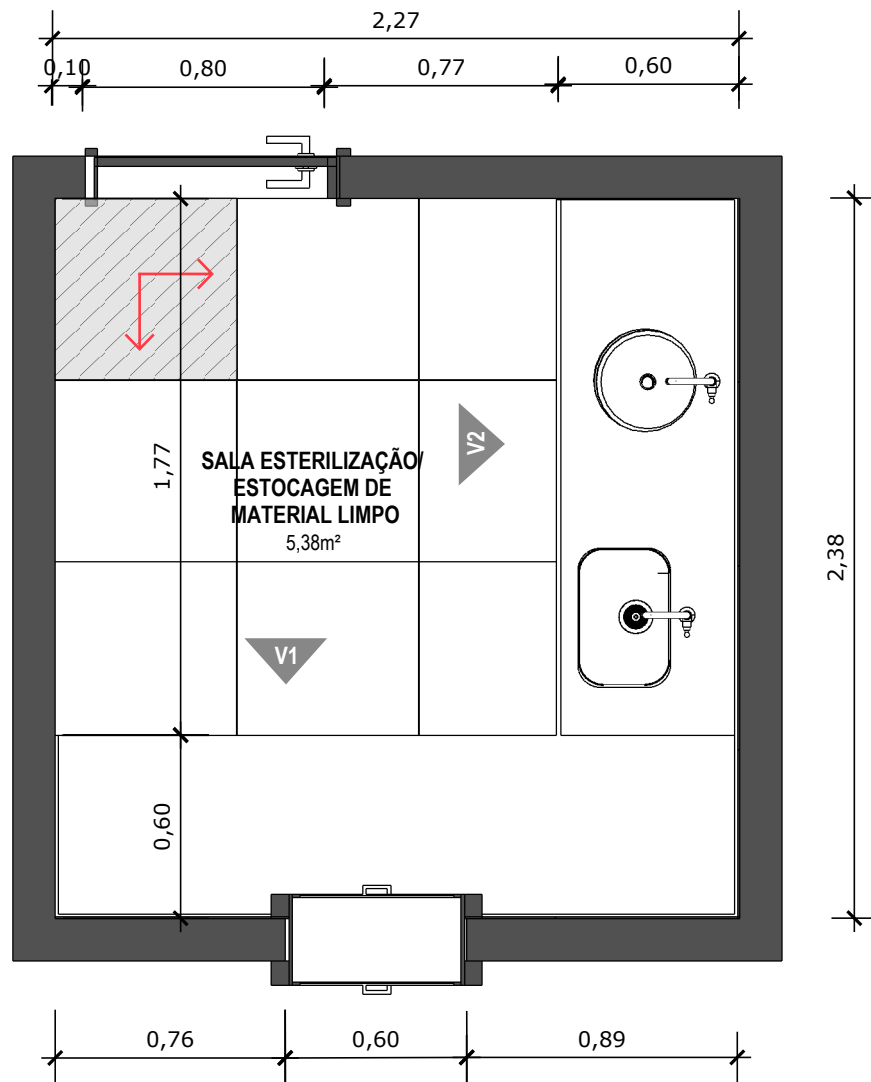 2,27
0,10
0,80
0,77
0,60
1,77
V2
SALA ESTERILIZAÇÃO/
ESTOCAGEM DE
MATERIAL LIMPO
5,38m²
2,38
V1
0,60
0,76
0,60
0,89